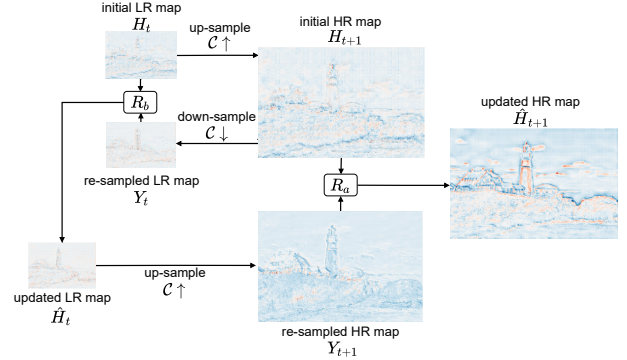 initial LR map
H_t
up-sample
C ↑
initial HR map
H_{t+1}
R_b
down-sample
C ↓
re-sampled LR map
Y_t
updated HR map
Ĥ_{t+1}
R_a
up-sample
C ↑
updated LR map
Ĥ_t
re-sampled HR map
Y_{t+1}